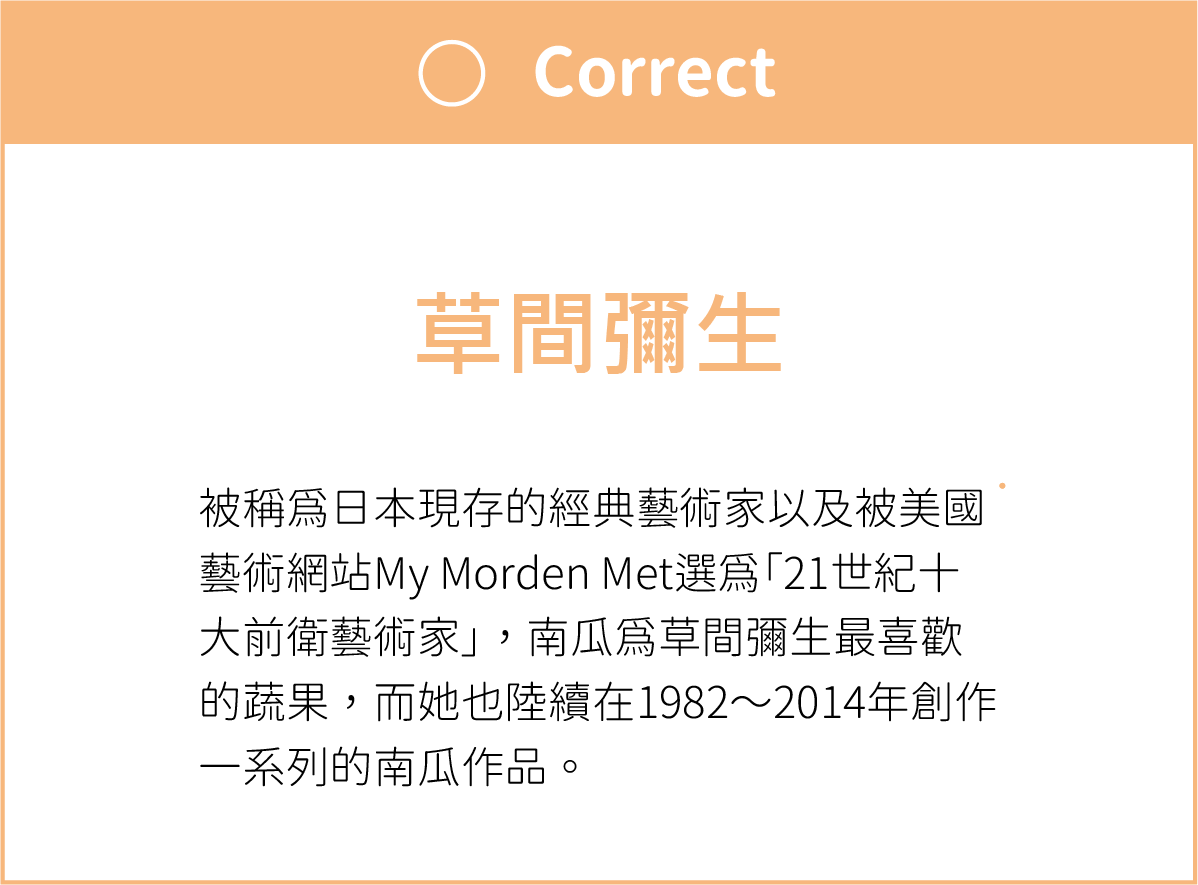 Correct
草間彌生
被稱爲日本現存的經典藝術家以及被美國
藝術網站My Morden Met選爲「21世紀十
大前衛藝術家」，南瓜爲草間彌生最喜歡
的蔬果，而她也陸續在1982～2014年創作
一系列的南瓜作品。